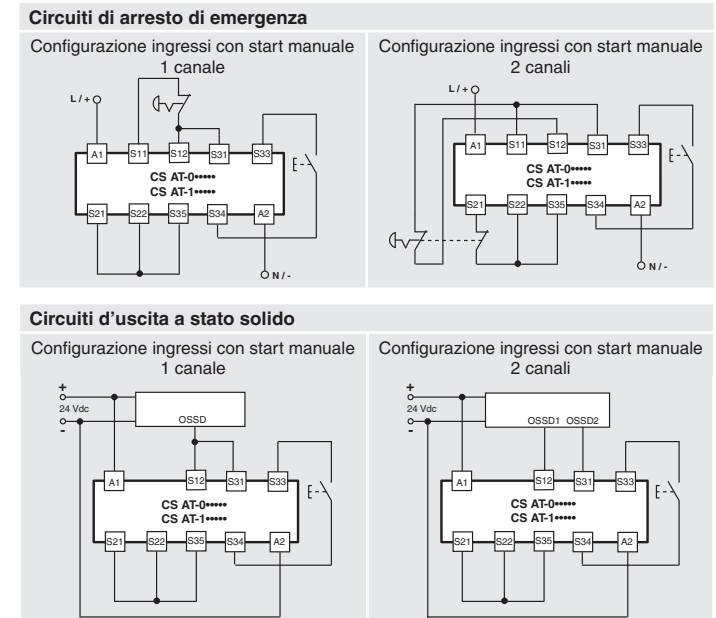 Circuiti di arresto di emergenza
Configurazione ingressi con start manuale
1 canale
L / +
A1 S11 S12 S31 S33
CS AT-0•••••
CS AT-1•••••
S21 S22 S35 S34 A2
N / -
Configurazione ingressi con start manuale
2 canali
L / +
A1 S11 S12 S31 S33
CS AT-0•••••
CS AT-1•••••
S21 S22 S35 S34 A2
N / -
Circuiti d’uscita a stato solido
Configurazione ingressi con start manuale
1 canale
+
24 Vdc
-
OSSD
A1 S12 S31 S33
CS AT-0•••••
CS AT-1•••••
S21 S22 S35 S34 A2
Configurazione ingressi con start manuale
2 canali
+
24 Vdc
-
OSSD1 OSSD2
A1 S12 S31 S33
CS AT-0•••••
CS AT-1•••••
S21 S22 S35 S34 A2